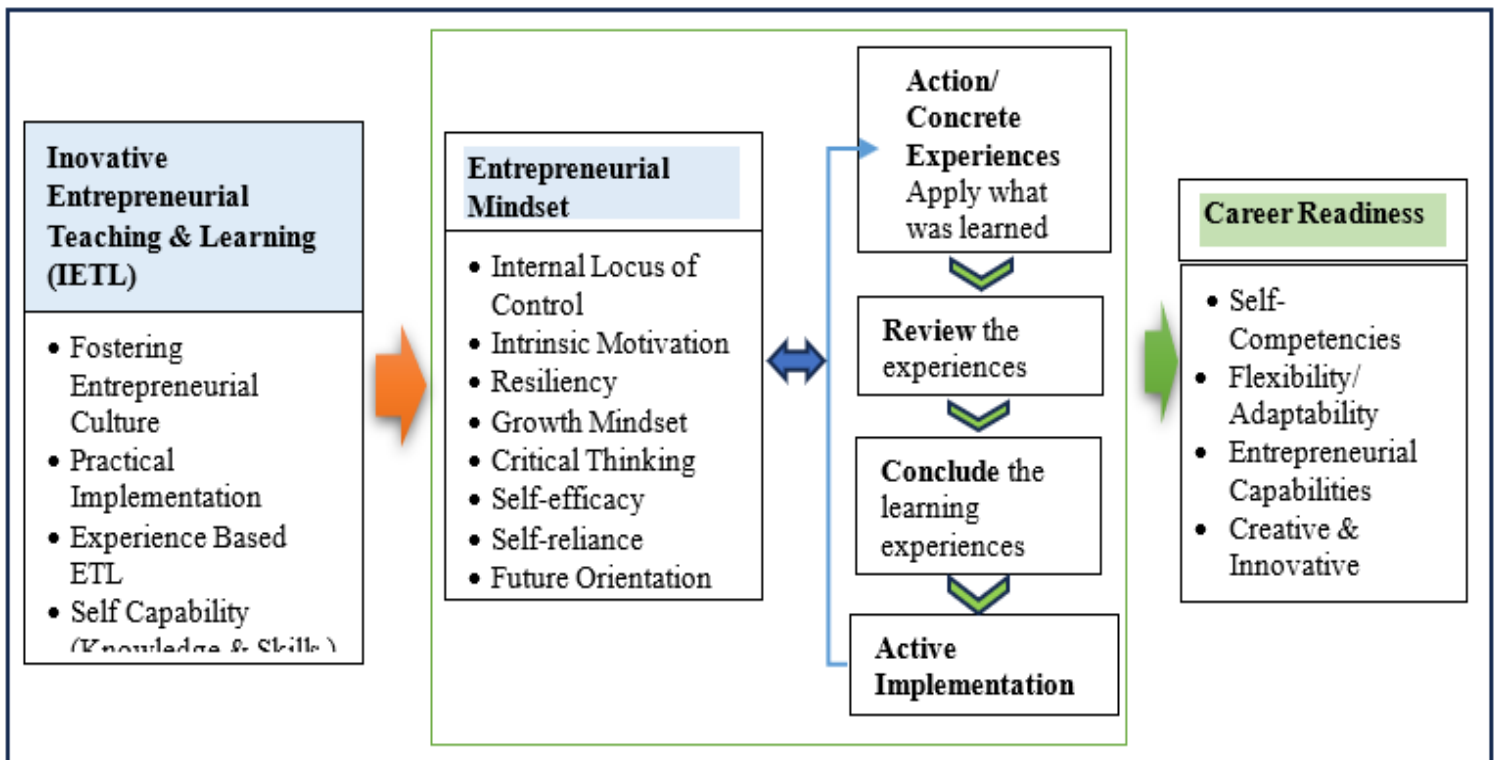 Inovative
Entrepreneurial
Teaching & Learning
(IETL)
• Fostering
Entrepreneurial
Culture
• Practical
Implementation
• Experience Based
ETL
• Self Capability
(Knowledge & Skills )
Entrepreneurial
Mindset
• Internal Locus of
Control
• Intrinsic Motivation
• Resiliency
• Growth Mindset
• Critical Thinking
• Self-efficacy
• Self-reliance
• Future Orientation
Action/
Concrete
Experiences
Apply what
was learned
Review the
experiences
Conclude the
learning
experiences
Active
Implementation
Career Readiness
• Self-
Competencies
• Flexibility/
Adaptability
• Entrepreneurial
Capabilities
• Creative &
Innovative